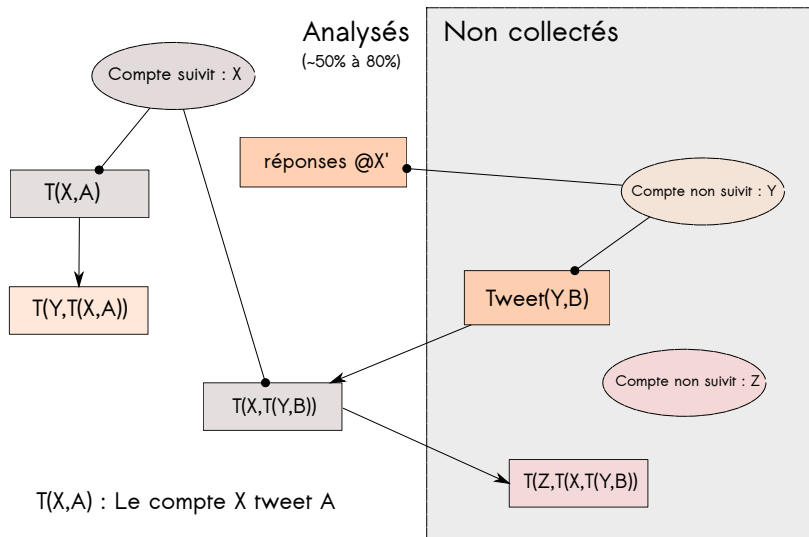 Analysés
(~50% à 80%)
Non collectés
Compte suivit : X
réponses @X'
T(X,A)
Compte non suivit : Y
T(Y,T(X,A))
Tweet(Y,B)
Compte non suivit : Z
T(X,T(Y,B))
T(Z,T(X,T(Y,B))
T(X,A) : Le compte X tweet A